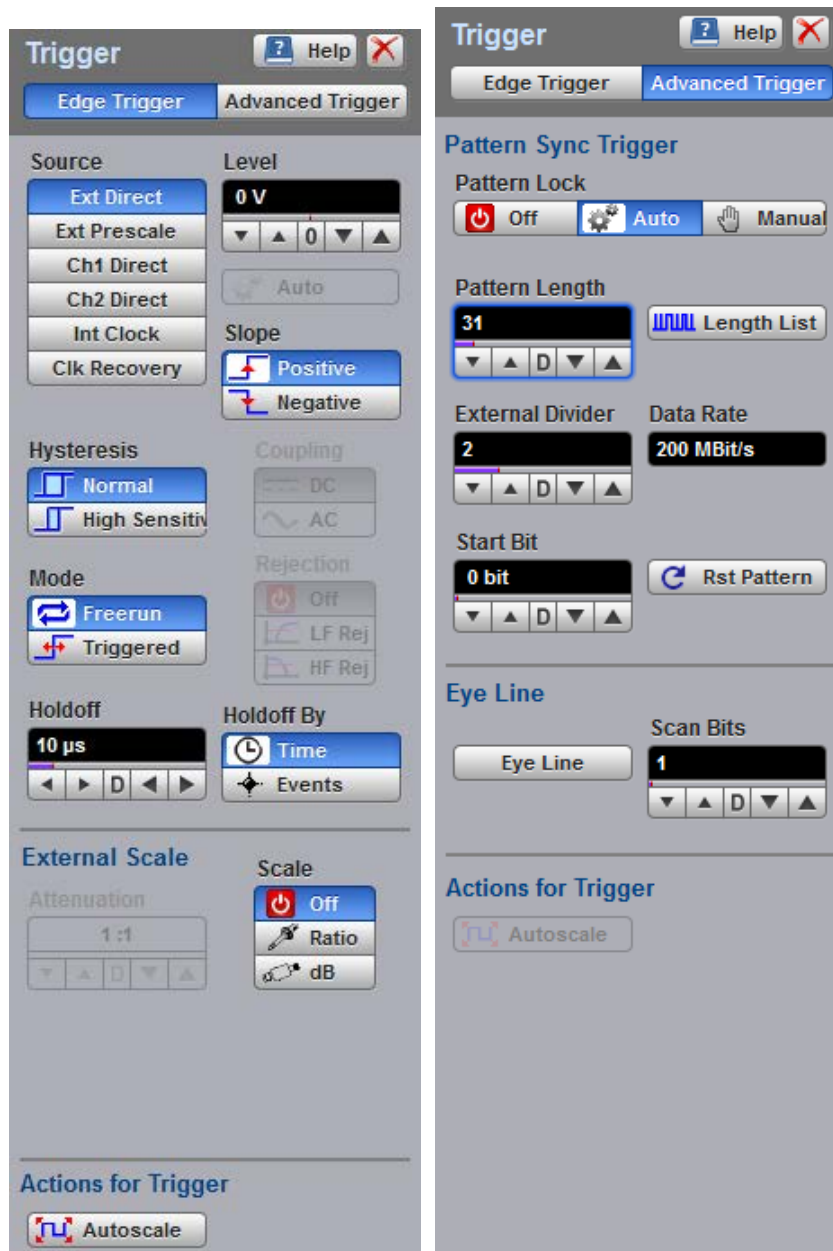 Trigger
Help
Edge Trigger
Advanced Trigger
Source
Level
Ext Direct
0 V
Ext Prescale
0
Ch1 Direct
Auto
Ch2 Direct
Int Clock
Slope
Clk Recovery
Positive
Negative
Hysteresis
Coupling
Normal
DC
High Sensitiv
AC
Mode
Rejection
Freerun
Off
Triggered
LF Rej
HF Rej
Holdoff
Holdoff By
10 µs
Time
D
Events
External Scale
Scale
Attenuation
Off
1 :1
Ratio
D
dB
Actions for Trigger
Autoscale
Trigger
Help
Edge Trigger
Advanced Trigger
Pattern Sync Trigger
Pattern Lock
Off
Auto
Manual
Pattern Length
31
Length List
D
External Divider
Data Rate
2
200 MBit/s
D
Start Bit
0 bit
Rst Pattern
D
Eye Line
Scan Bits
Eye Line
1
D
Actions for Trigger
Autoscale